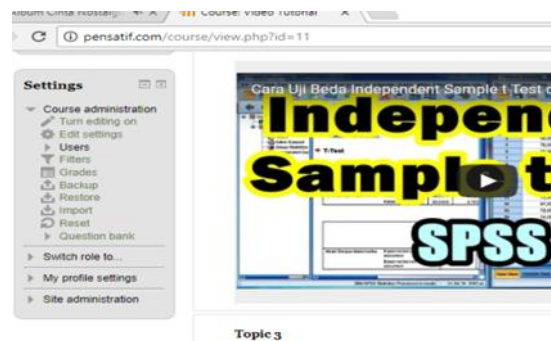 Course: Video Tutorial
pensatif.com/course/view.php?id=11
Settings
Course administration
Turn editing on
Edit settings
Users
Filters
Grades
Backup
Restore
Import
Reset
Question bank
Switch role to...
My profile settings
Site administration
Cara Uji Beda Independent Sample t Test
Indepen
Sample t
SPSS
T-Test
Topic 3